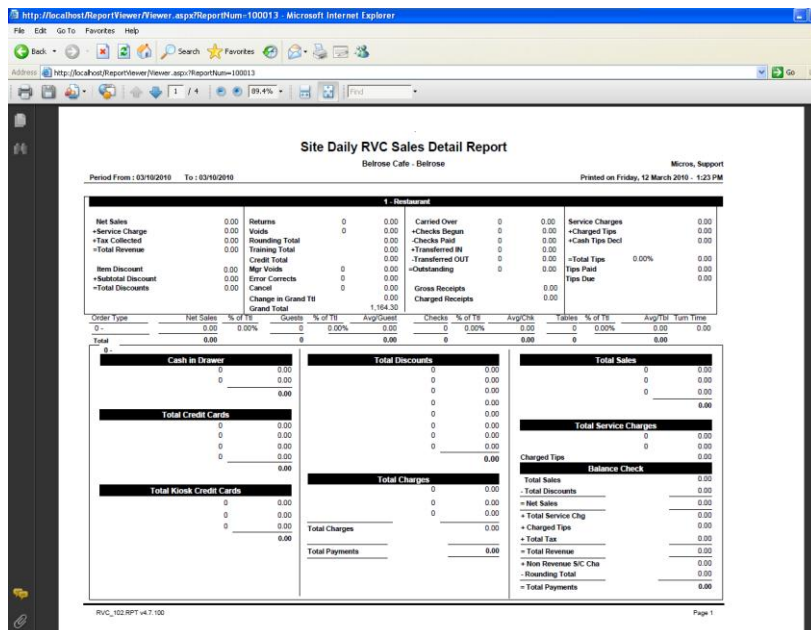 http://localhost/ReportViewer/Viewer.aspx?ReportNum=100013 - Microsoft Internet Explorer
File Edit Go To Favorites Help
Back Search Favorites
Address http://localhost/ReportViewer/Viewer.aspx?ReportNum=100013 Go
1 / 4 89.4% Find
Site Daily RVC Sales Detail Report
Belrose Cafe - Belrose Micros, Support
Period From : 03/10/2010 To : 03/10/2010 Printed on Friday, 12 March 2010 - 1:23 PM
1 - Restaurant
Net Sales 0.00 Returns 0 0.00 Carried Over 0 0.00 Service Charges 0.00
+Service Charge 0.00 Voids 0 0.00 +Checks Begun 0 0.00 +Charged Tips 0.00
+Tax Collected 0.00 Rounding Total 0.00 -Checks Paid 0 0.00 +Cash Tips Decl 0.00
=Total Revenue 0.00 Training Total 0.00 +Transferred IN 0 0.00
Credit Total 0.00 -Transferred OUT 0 0.00 =Total Tips 0.00% 0.00
Item Discount 0.00 Mgr Voids 0 0.00 =Outstanding 0 0.00 Tips Paid 0.00
+Subtotal Discount 0.00 Error Corrects 0 0.00 Tips Due 0.00
=Total Discounts 0.00 Cancel 0 0.00 Gross Receipts 0.00
Change in Grand Ttl 0.00 Charged Receipts 0.00
Grand Total 1,164.30
Order Type Net Sales % of Ttl Guests % of Ttl Avg/Guest Checks % of Ttl Avg/Chk Tables % of Ttl Avg/Tbl Turn Time
0 - 0.00 0.00% 0 0.00% 0.00 0 0.00% 0.00 0 0.00% 0.00 0.00
Total 0.00 0 0.00 0 0.00 0 0.00
0 -
Cash in Drawer Total Discounts Total Sales
0 0.00 0 0.00 0 0.00
0 0.00 0 0.00 0 0.00
0.00 0 0.00 0 0.00
0 0.00 0.00
Total Credit Cards 0 0.00
0 0.00 0 0.00 Total Service Charges
0 0.00 0 0.00 0 0.00
0 0.00 0 0.00 0 0.00
0 0.00 0.00 Charged Tips 0.00
0.00 Balance Check
Total Charges Total Sales 0.00
Total Kiosk Credit Cards 0 0.00 - Total Discounts 0.00
0 0.00 0 0.00 = Net Sales 0.00
0 0.00 0 0.00 + Total Service Chg 0.00
0 0.00 Total Charges 0.00 + Charged Tips 0.00
0.00 + Total Tax 0.00
Total Payments 0.00 = Total Revenue 0.00
+ Non Revenue S/C Chg 0.00
- Rounding Total 0.00
= Total Payments 0.00
RVC_102.RPT v4.7.100 Page 1